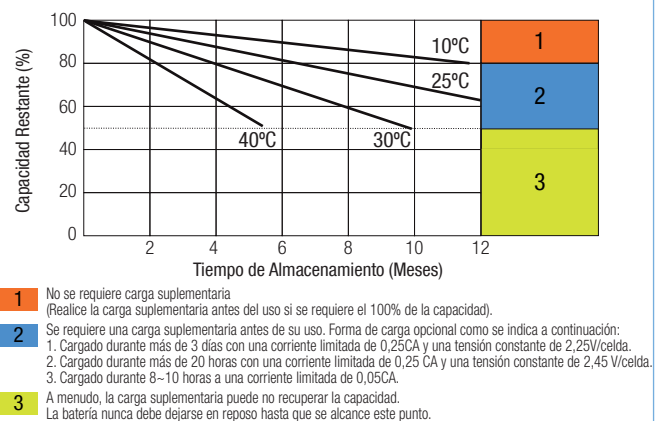 Capacidad Restante (%)
100
80
60
40
20
0
10ºC
25ºC
30ºC
40ºC
1
2
3
2
4
6
8
10
12
Tiempo de Almacenamiento (Meses)
1
No se requiere carga suplementaria
(Realice la carga suplementaria antes del uso si se requiere el 100% de la capacidad).
2
Se requiere una carga suplementaria antes de su uso. Forma de carga opcional como se indica a continuación:
1. Cargado durante más de 3 días con una corriente limitada de 0,25CA y una tensión constante de 2,25V/celda.
2. Cargado durante más de 20 horas con una corriente limitada de 0,25 CA y una tensión constante de 2,45 V/celda.
3. Cargado durante 8~10 horas a una corriente limitada de 0,05CA.
3
A menudo, la carga suplementaria puede no recuperar la capacidad.
La batería nunca debe dejarse en reposo hasta que se alcance este punto.